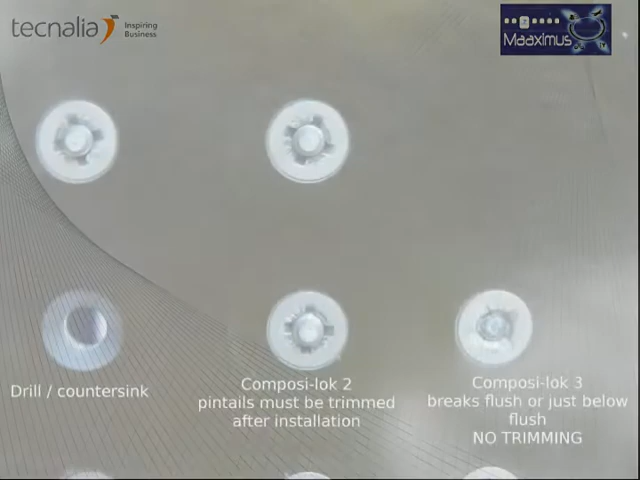 tecnalia
Inspiring
Business
Maaximus
Drill / countersink
Composi-lok 2
pintails must be trimmed
after installation
Composi-lok 3
breaks flush or just below
flush
NO TRIMMING